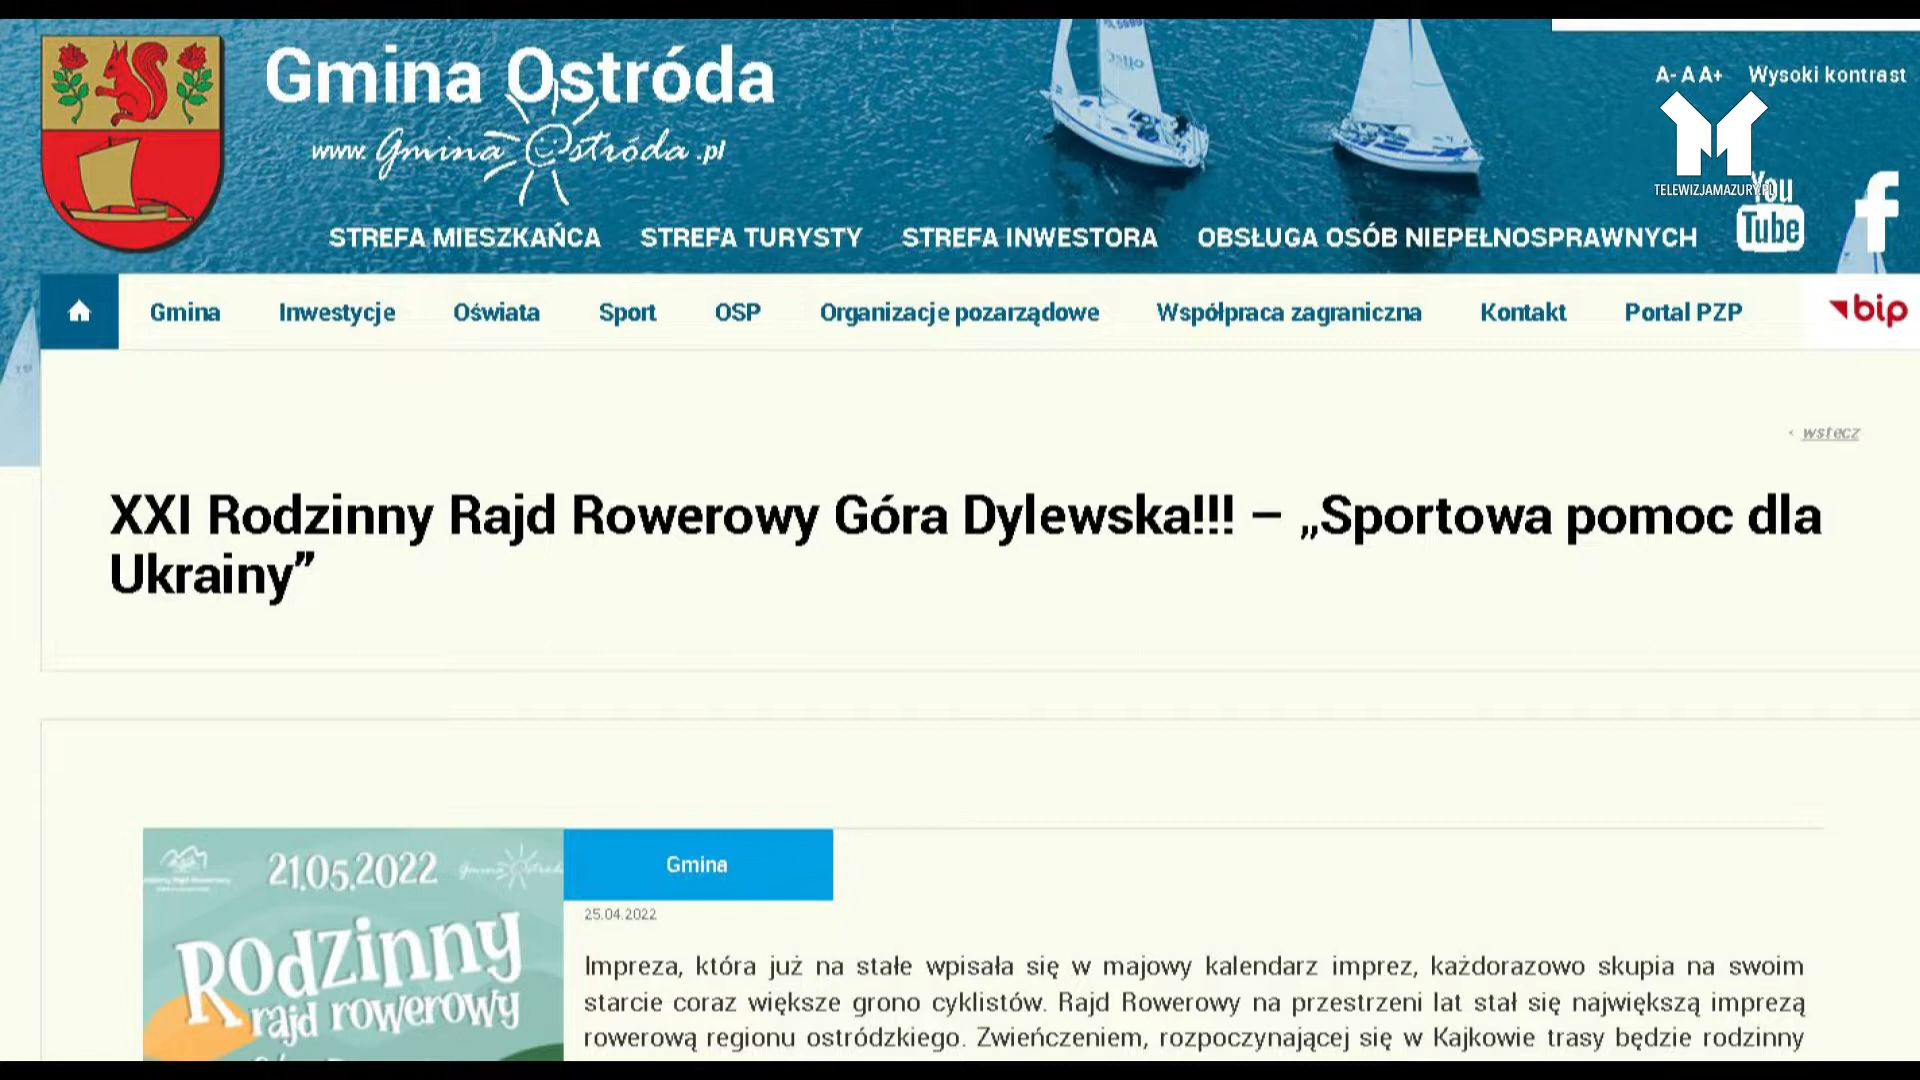 Gmina Ostróda
www. Gmina Ostróda .pl
A- A A+ Wysoki kontrast
TELEWIZJAMAZURY.PL
You
Tube
STREFA MIESZKAŃCA STREFA TURYSTY STREFA INWESTORA OBSŁUGA OSÓB NIEPEŁNOSPRAWNYCH
Gmina Inwestycje Oświata Sport OSP Organizacje pozarządowe Współpraca zagraniczna Kontakt Portal PZP bip
< wstecz
XXI Rodzinny Rajd Rowerowy Góra Dylewska!!! – „Sportowa pomoc dla
Ukrainy”
21.05.2022
Rodzinny
rajd rowerowy
Gmina
25.04.2022
Impreza, która już na stałe wpisała się w majowy kalendarz imprez, każdorazowo skupia na swoim
starcie coraz większe grono cyklistów. Rajd Rowerowy na przestrzeni lat stał się największą imprezą
rowerową regionu ostródzkiego. Zwieńczeniem, rozpoczynającej się w Kajkowie trasy będzie rodzinny